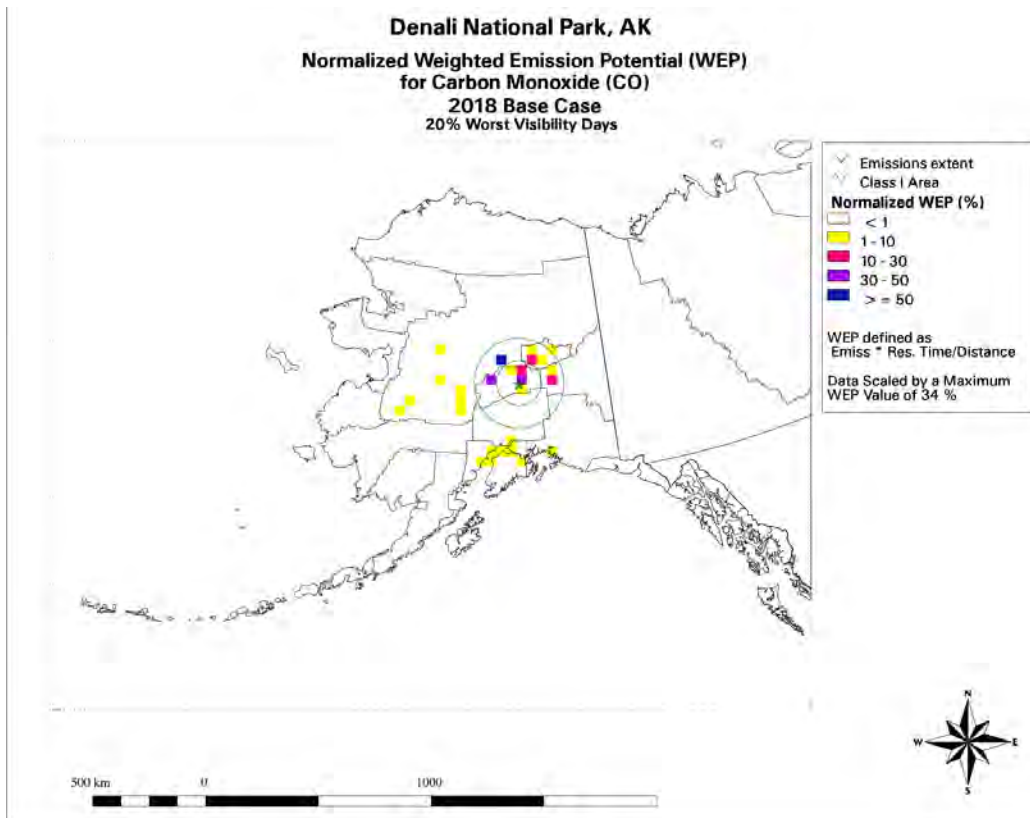 Denali National Park, AK
Normalized Weighted Emission Potential (WEP)
for Carbon Monoxide (CO)
2018 Base Case
20% Worst Visibility Days
Emissions extent
Class I Area
Normalized WEP (%)
< 1
1 - 10
10 - 30
30 - 50
> = 50
WEP defined as
Emiss * Res. Time/Distance
Data Scaled by a Maximum
WEP Value of 34 %
N
W E
S
500 km 0 1000